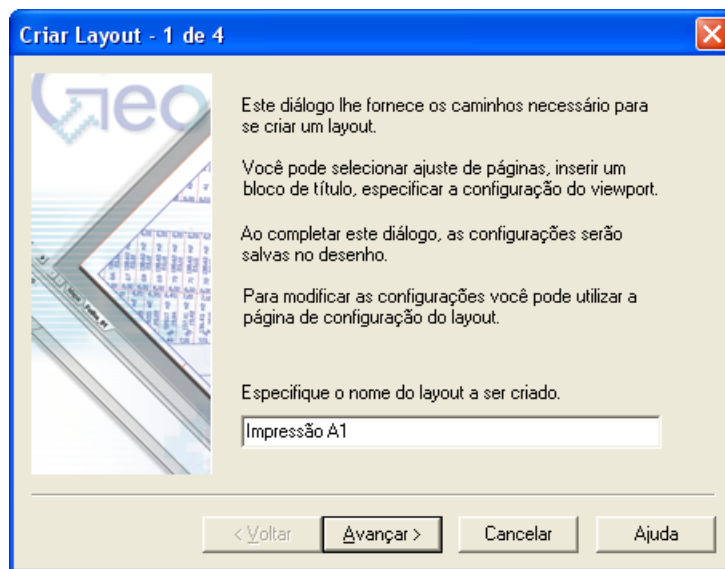 Criar Layout - 1 de 4
Geo
Este diálogo lhe fornece os caminhos necessário para
se criar um layout.
Você pode selecionar ajuste de páginas, inserir um
bloco de título, especificar a configuração do viewport.
Ao completar este diálogo, as configurações serão
salvas no desenho.
Para modificar as configurações você pode utilizar a
página de configuração do layout.
Especifique o nome do layout a ser criado.
Impressão A1
< Voltar
Avançar >
Cancelar
Ajuda